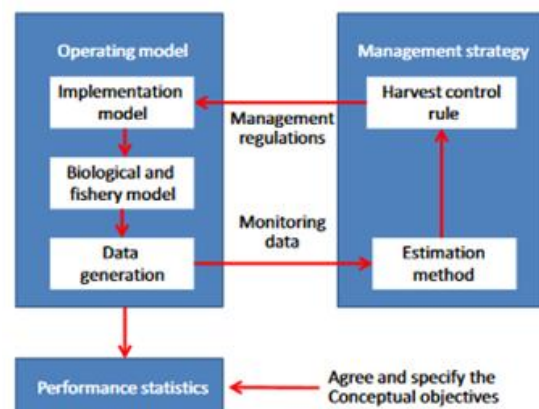 Operating model
Implementation
model
Biological and
fishery model
Data
generation
Management
regulations
Monitoring
data
Management strategy
Harvest control
rule
Estimation
method
Performance statistics
Agree and specify the
Conceptual objectives